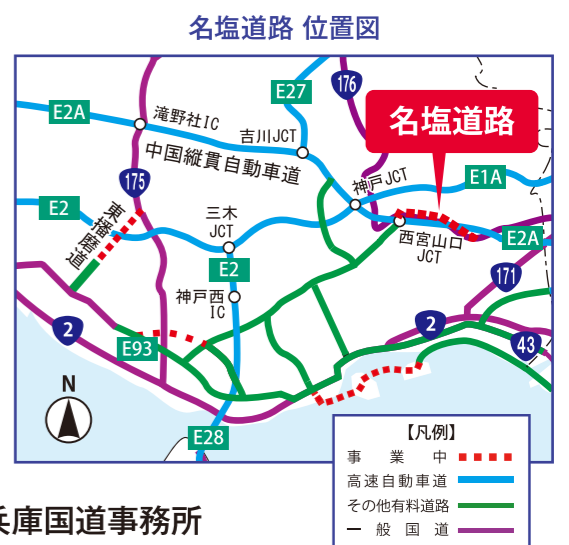 名塩道路 位置図
E27
176
E2A
滝野社IC
吉川JCT
名塩道路
中国縦貫自動車道
神戸JCT
E1A
175
E2
東播磨道
三木
JCT
西宮山口
JCT
E2A
E2
171
神戸西
IC
2
2
43
E93
N
E28
【凡例】
事業中
高速自動車道
その他有料道路
一般国道
兵庫国道事務所